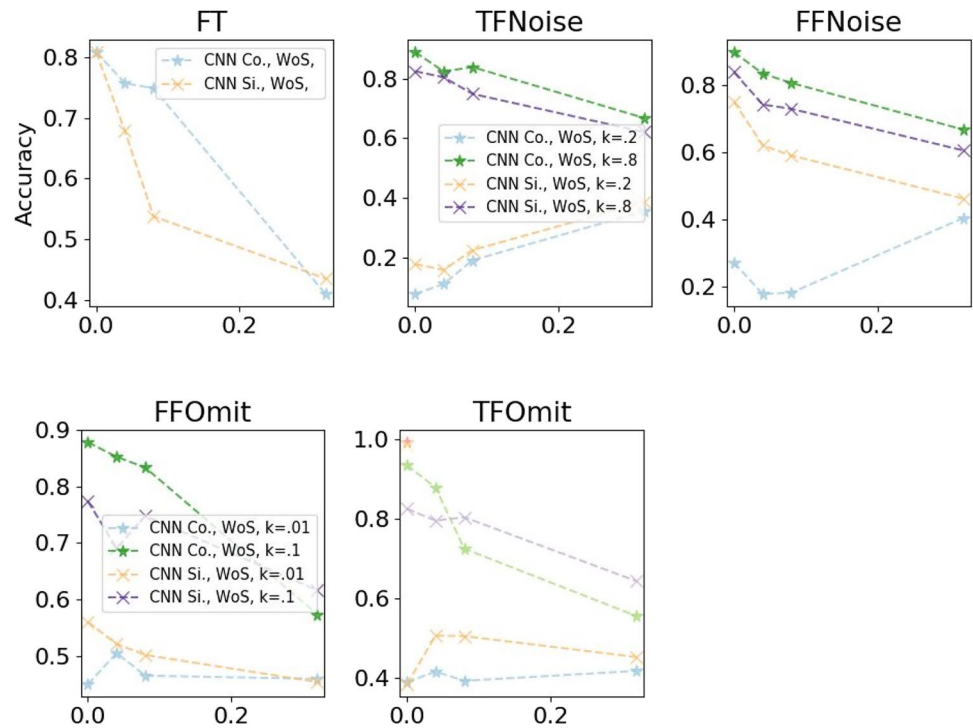 FT
TFNoise
FFNoise
Accuracy
0.8
0.7
0.6
0.5
0.4
0.0
0.2
CNN Co., WoS,
CNN Si., WoS,
0.8
0.6
0.4
0.2
0.0
0.2
CNN Co., WoS, k=.2
CNN Co., WoS, k=.8
CNN Si., WoS, k=.2
CNN Si., WoS, k=.8
0.8
0.6
0.4
0.2
0.0
0.2
FFOmit
TFOmit
0.9
0.8
0.7
0.6
0.5
0.0
0.2
CNN Co., WoS, k=.01
CNN Co., WoS, k=.1
CNN Si., WoS, k=.01
CNN Si., WoS, k=.1
1.0
0.8
0.6
0.4
0.0
0.2